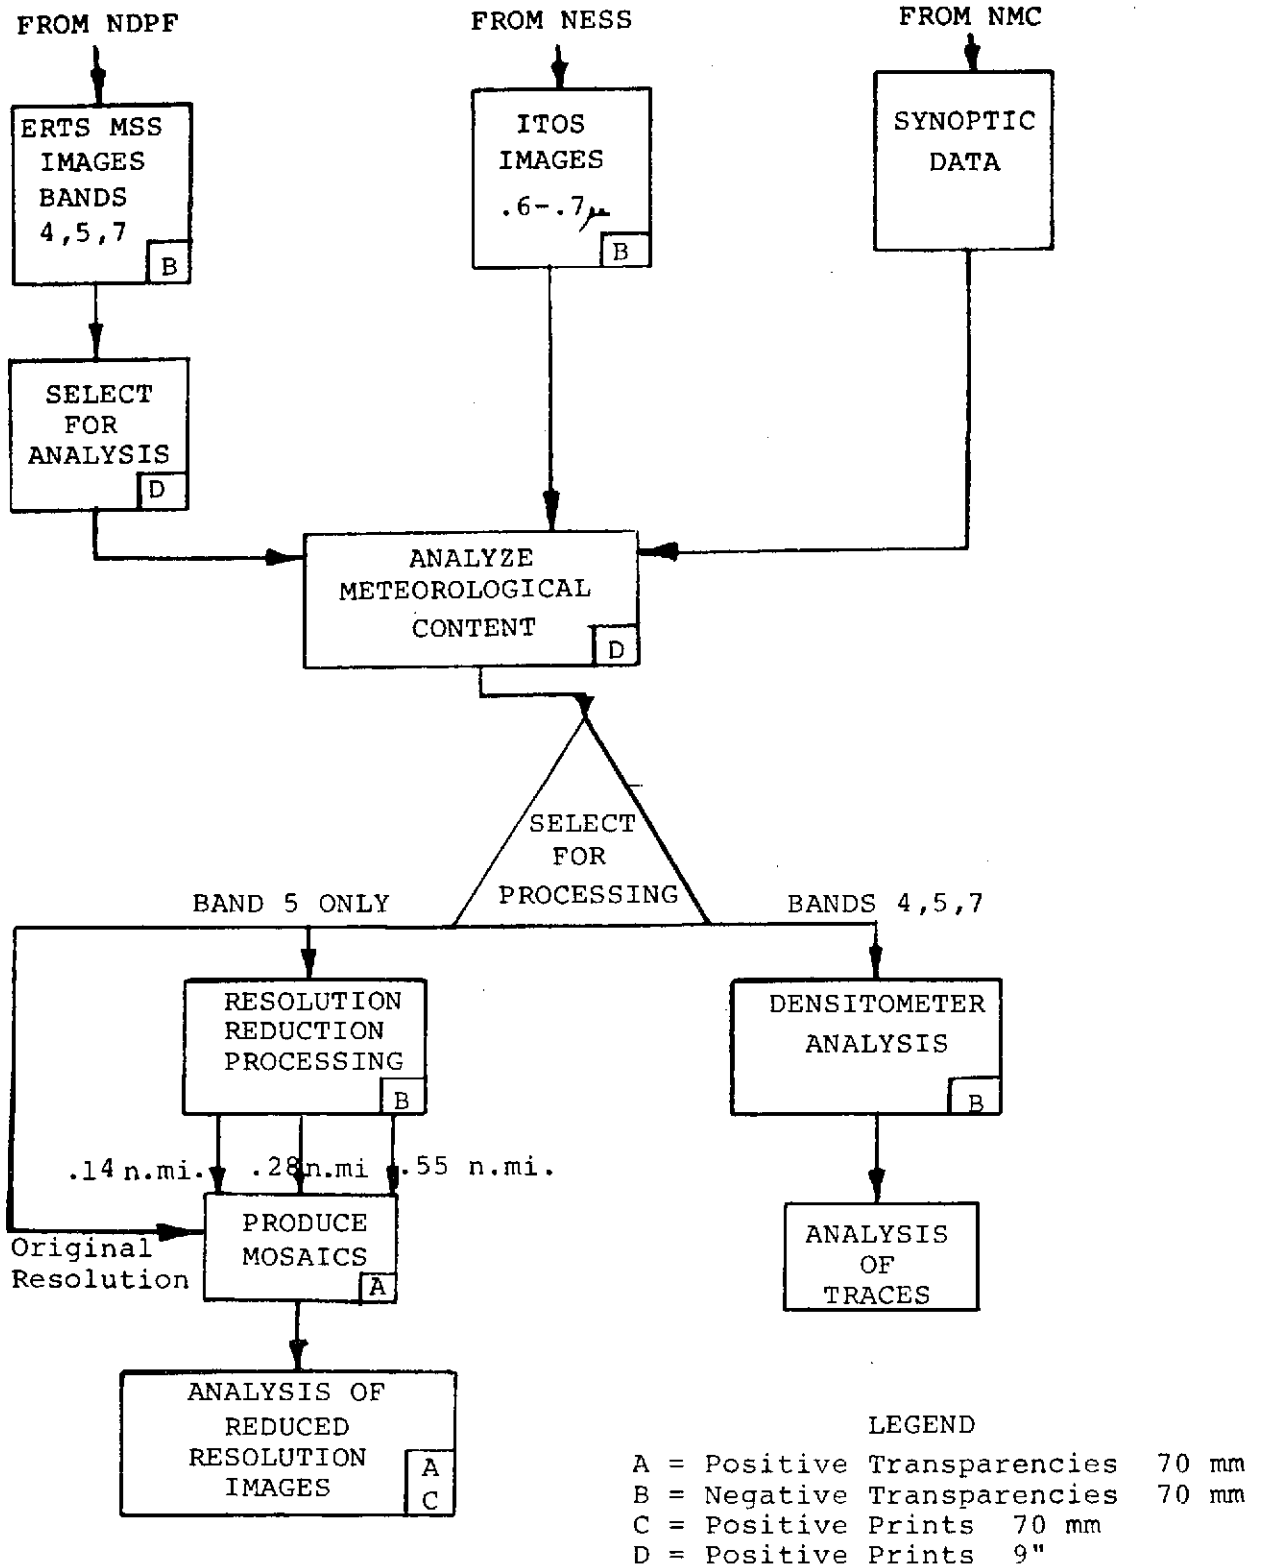 FROM NDPF
FROM NESS
FROM NMC
ERTS MSS
IMAGES
BANDS
4,5,7
B
ITOS
IMAGES
.6-.7μ
B
SYNOPTIC
DATA
SELECT
FOR
ANALYSIS
D
ANALYZE
METEOROLOGICAL
CONTENT
D
SELECT
FOR
PROCESSING
BAND 5 ONLY
BANDS 4,5,7
RESOLUTION
REDUCTION
PROCESSING
B
DENSITOMETER
ANALYSIS
B
.14 n.mi.
.28n.mi
.55 n.mi.
Original
Resolution
PRODUCE
MOSAICS
A
ANALYSIS
OF
TRACES
ANALYSIS OF
REDUCED
RESOLUTION
IMAGES
A
C
LEGEND
A = Positive Transparencies 70 mm
B = Negative Transparencies 70 mm
C = Positive Prints 70 mm
D = Positive Prints 9"